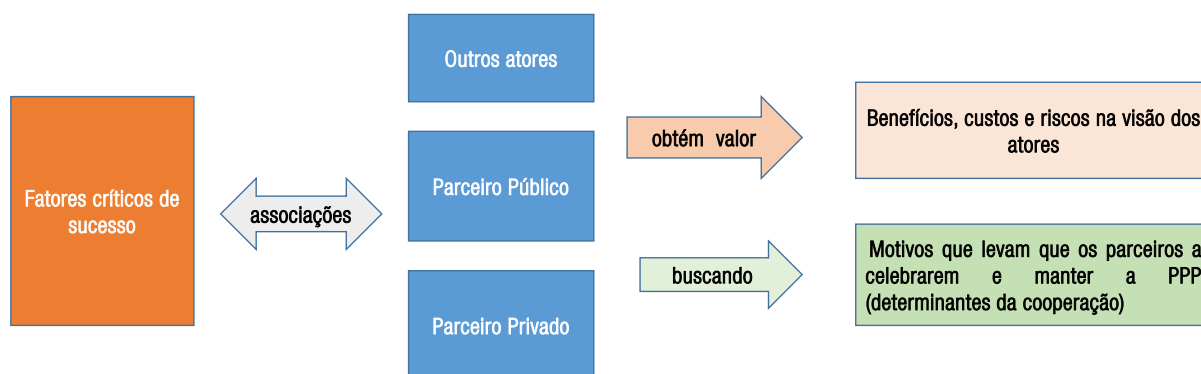 Outros atores
Fatores críticos de
sucesso
associações
Parceiro Público
Parceiro Privado
obtém valor
buscando
Benefícios, custos e riscos na visão dos
atores
Motivos que levam que os parceiros a
celebrarem e manter a PPP
(determinantes da cooperação)